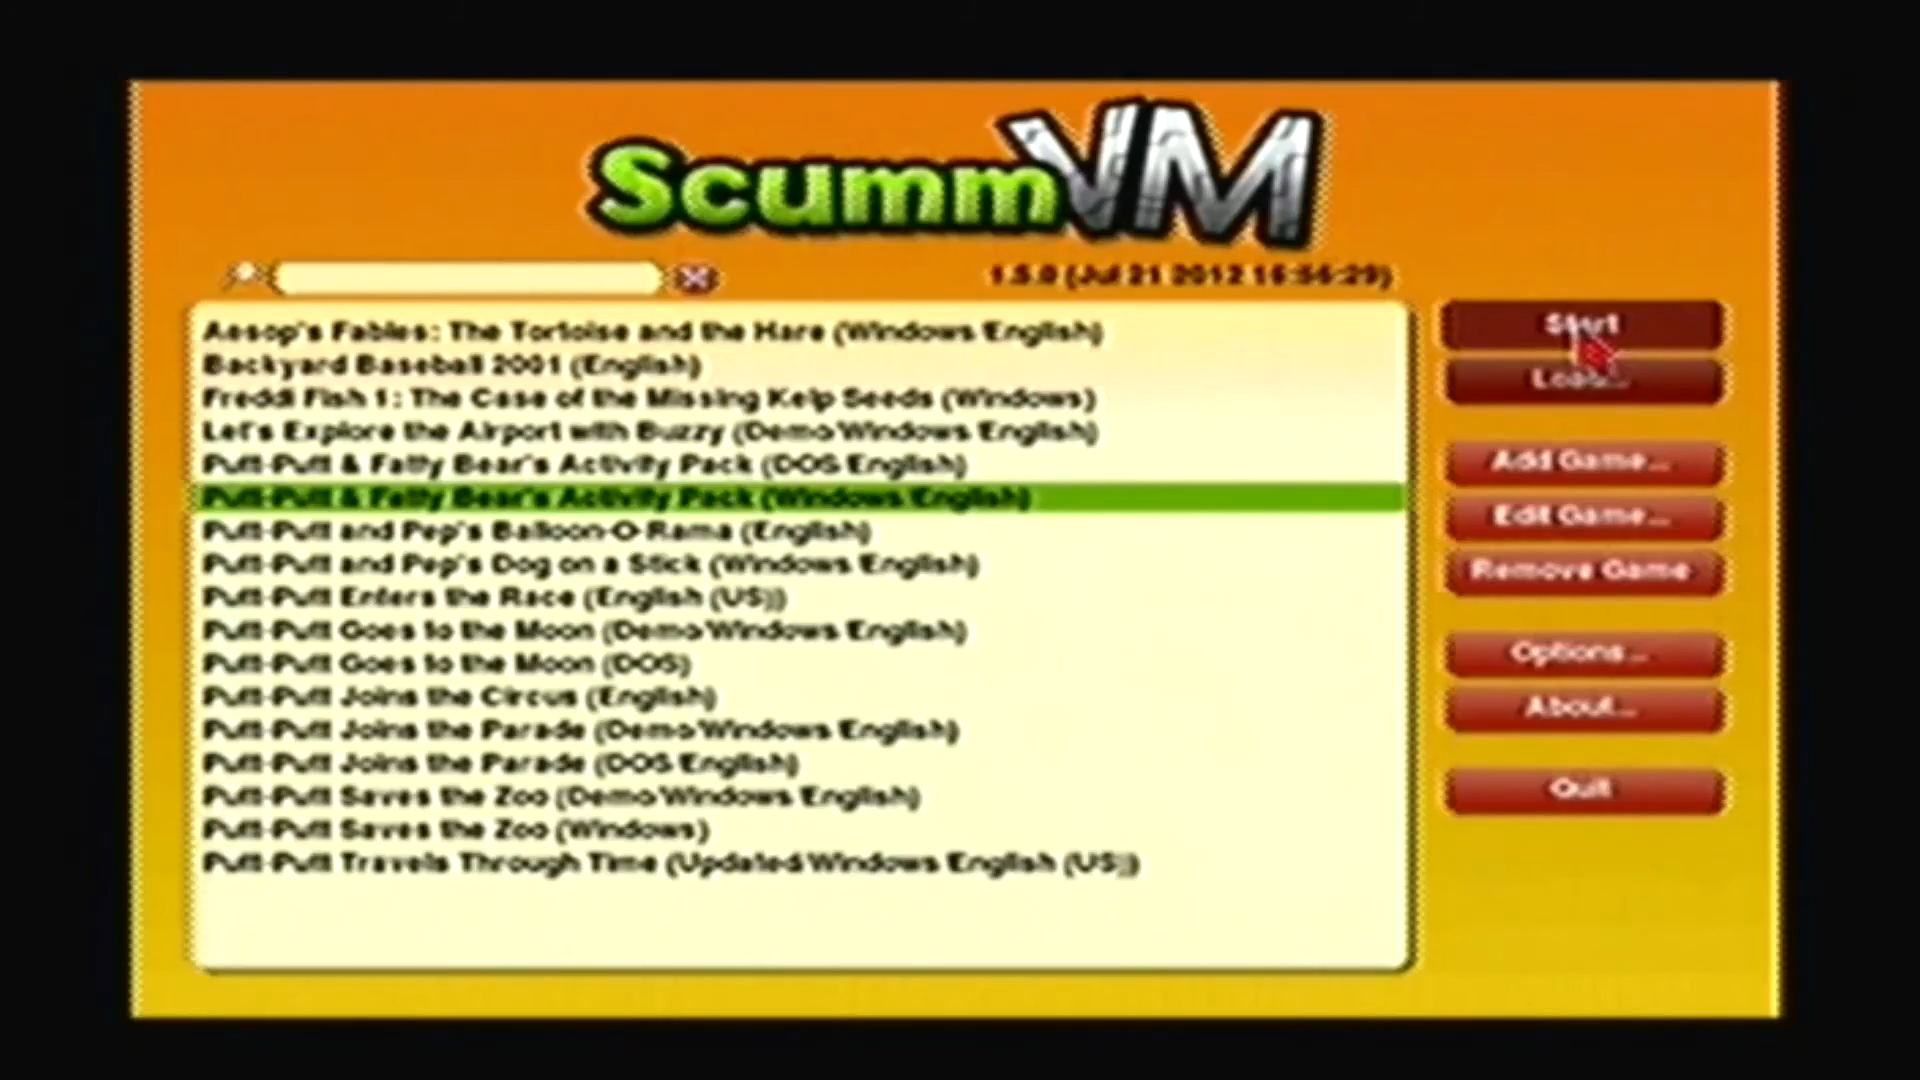 ScummVM
1.5.0 (Jul 21 2012 16:56:29)
Aesop's Fables: The Tortoise and the Hare (Windows/English)
Backyard Baseball 2001 (English)
Freddi Fish 1: The Case of the Missing Kelp Seeds (Windows)
Let's Explore the Airport with Buzzy (Demo/Windows/English)
Putt-Putt & Fatty Bear's Activity Pack (DOS/English)
Putt-Putt & Fatty Bear's Activity Pack (Windows/English)
Putt-Putt and Pep's Balloon-O-Rama (English)
Putt-Putt and Pep's Dog on a Stick (Windows/English)
Putt-Putt Enters the Race (English (US))
Putt-Putt Goes to the Moon (Demo/Windows/English)
Putt-Putt Goes to the Moon (DOS)
Putt-Putt Joins the Circus (English)
Putt-Putt Joins the Parade (Demo/Windows/English)
Putt-Putt Joins the Parade (DOS/English)
Putt-Putt Saves the Zoo (Demo/Windows/English)
Putt-Putt Saves the Zoo (Windows)
Putt-Putt Travels Through Time (Updated/Windows/English (US))
Start
Load...
Add Game...
Edit Game...
Remove Game
Options...
About...
Quit